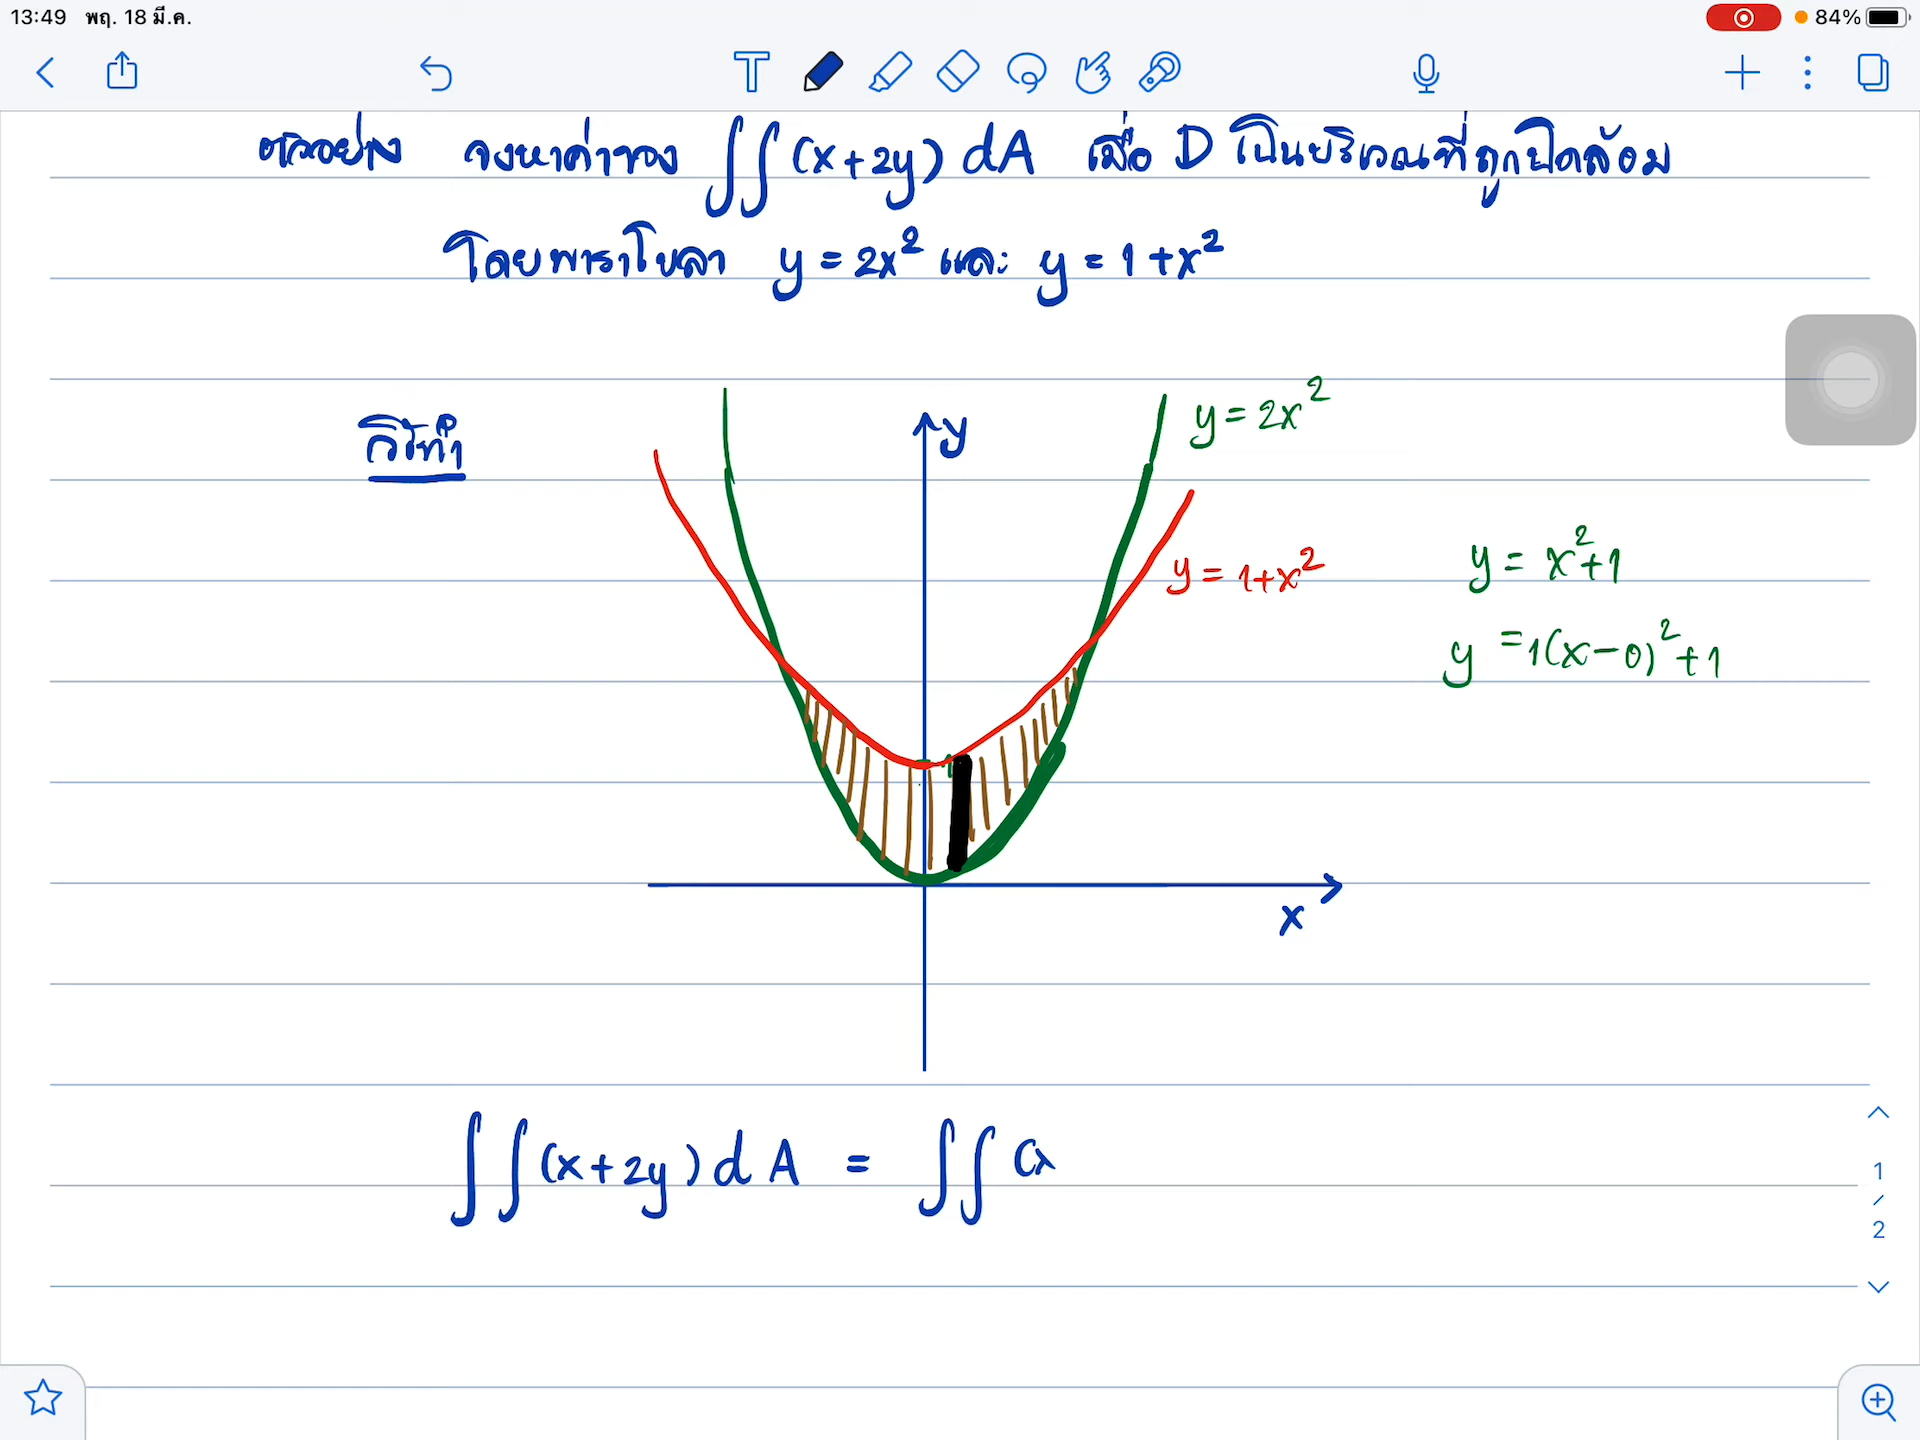 13:49 พฤ. 18 มี.ค. 84%
T
ตัวอย่าง จงหาค่าของ ∫∫ (x+2y) dA เมื่อ D เป็นบริเวณที่ถูกปิดล้อม
โดยพาราโบลา y = 2x² และ y = 1+x²
วิธีทำ
y
y = 2x²
y = 1+x²
y = x²+1
y = 1(x-0)²+1
1
x
∫∫ (x+2y) dA = ∫∫ (x
1
/
2